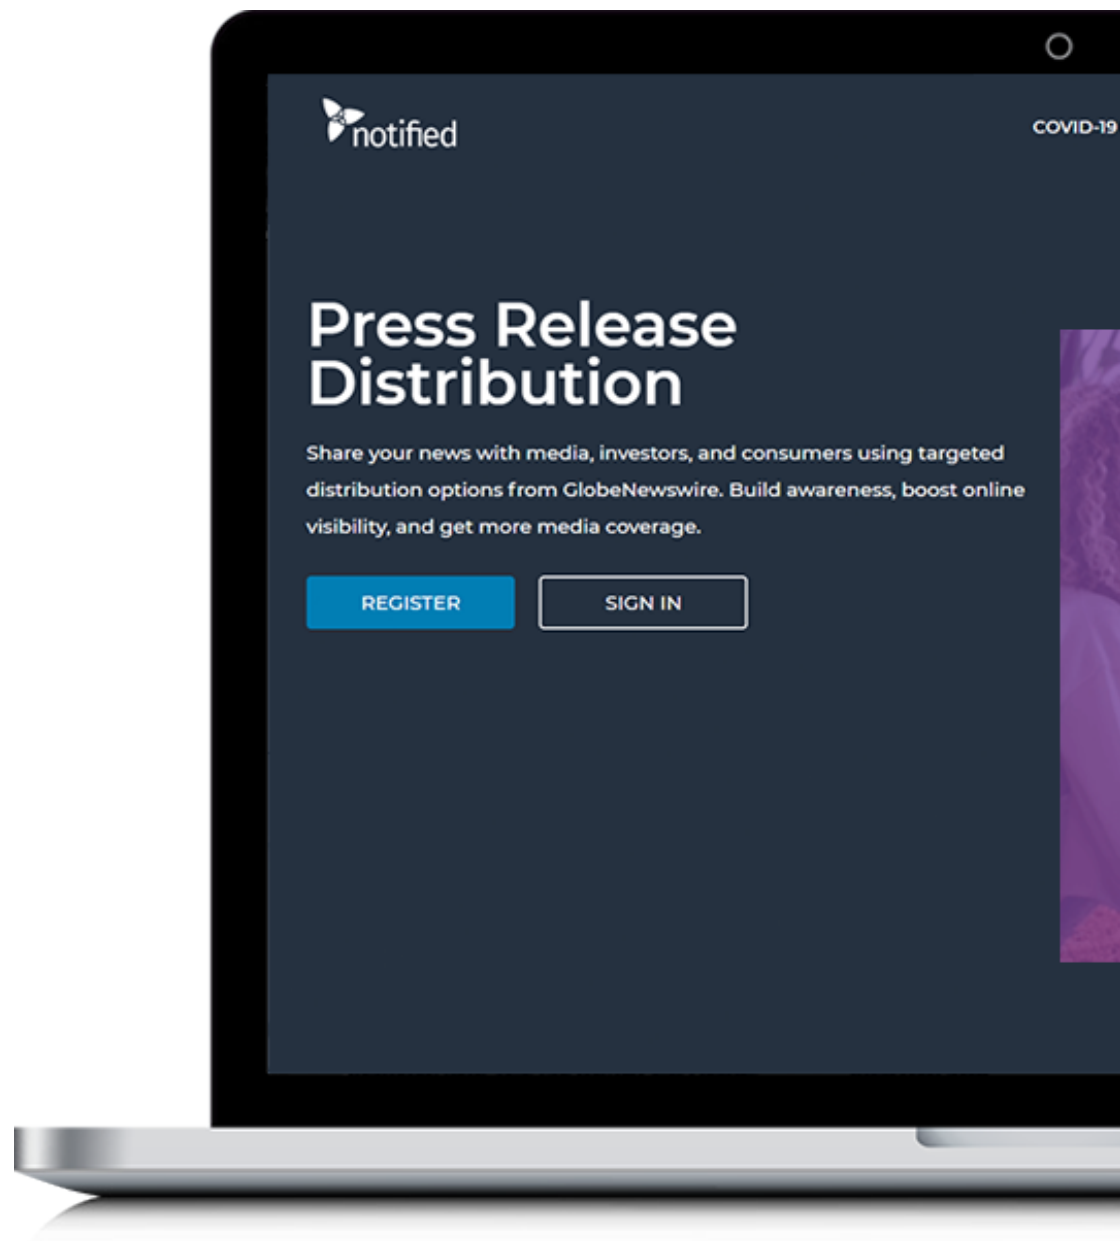 notified
COVID-19
Press Release
Distribution
Share your news with media, investors, and consumers using targeted
distribution options from GlobeNewswire. Build awareness, boost online
visibility, and get more media coverage.
REGISTER
SIGN IN